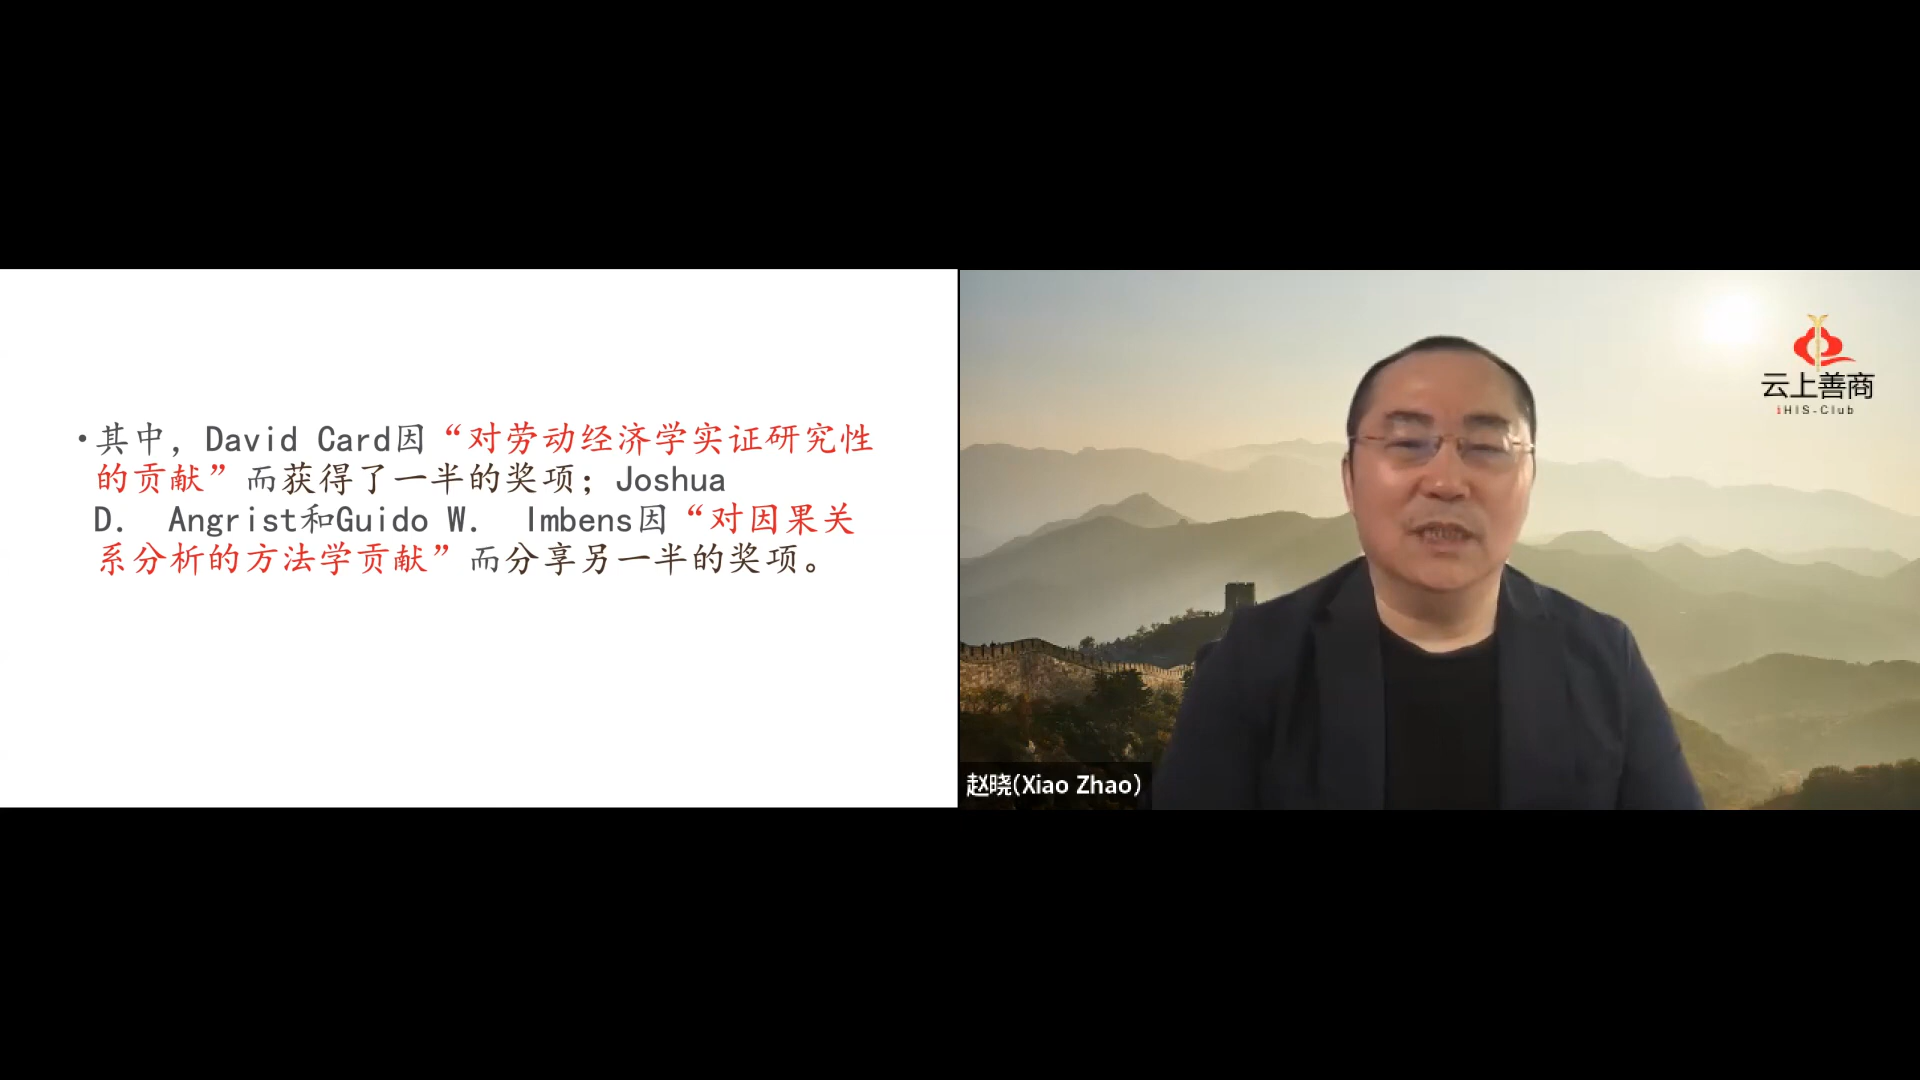 •其中，David Card因“对劳动经济学实证研究性
的贡献”而获得了一半的奖项；Joshua
D. Angrist和Guido W. Imbens因“对因果关
系分析的方法学贡献”而分享另一半的奖项。
云上善商
iHIS-Club
赵晓(Xiao Zhao)